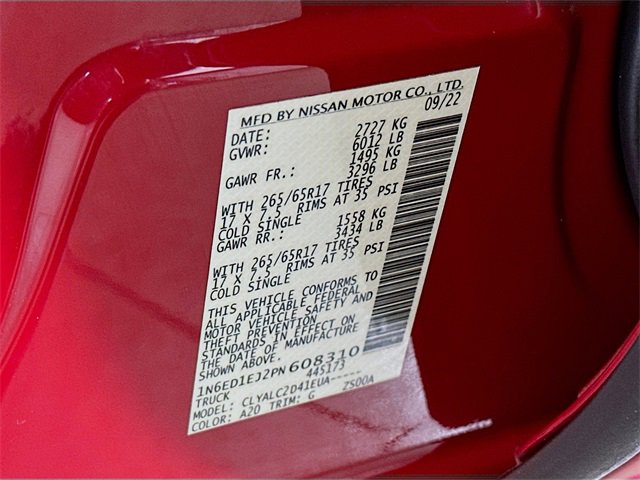 MFD BY NISSAN MOTOR CO., LTD.
DATE: 09/22
GVWR: 2727 KG
6012 LB
GAWR FR.: 1495 KG
3296 LB
WITH 265/65R17 TIRES
17 X 7.5 RIMS AT 35 PSI
COLD SINGLE
GAWR RR.: 1558 KG
3434 LB
WITH 265/65R17 TIRES
17 X 7.5 RIMS AT 35 PSI
COLD SINGLE
THIS VEHICLE CONFORMS TO
ALL APPLICABLE FEDERAL
MOTOR VEHICLE SAFETY AND
THEFT PREVENTION
STANDARDS IN EFFECT ON
THE DATE OF MANUFACTURE
SHOWN ABOVE.
1N6ED1EJ2PN608310
TRUCK 445173
MODEL: CLYALC2D41EUA-----
COLOR: A20 TRIM: G ZS00A